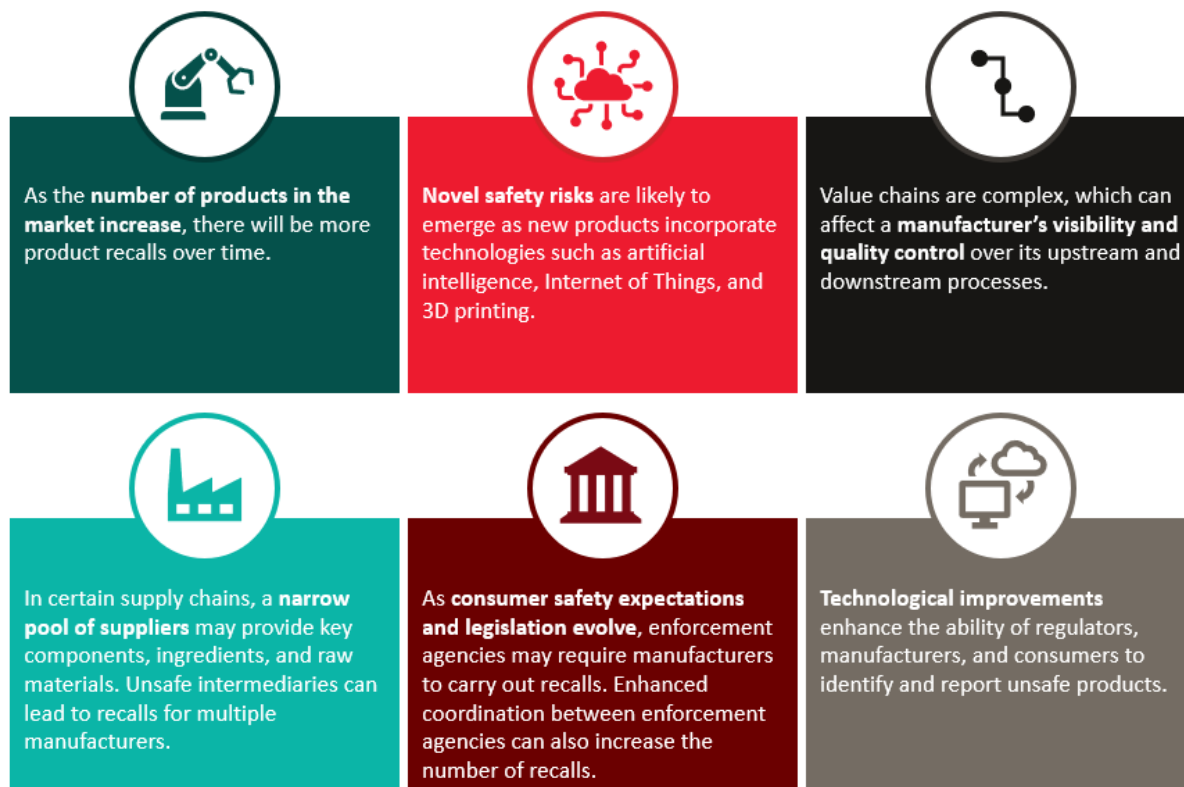 As the number of products in the
market increase, there will be more
product recalls over time.
Novel safety risks are likely to
emerge as new products incorporate
technologies such as artificial
intelligence, Internet of Things, and
3D printing.
Value chains are complex, which can
affect a manufacturer’s visibility and
quality control over its upstream and
downstream processes.
In certain supply chains, a narrow
pool of suppliers may provide key
components, ingredients, and raw
materials. Unsafe intermediaries can
lead to recalls for multiple
manufacturers.
As consumer safety expectations
and legislation evolve, enforcement
agencies may require manufacturers
to carry out recalls. Enhanced
coordination between enforcement
agencies can also increase the
number of recalls.
Technological improvements
enhance the ability of regulators,
manufacturers, and consumers to
identify and report unsafe products.